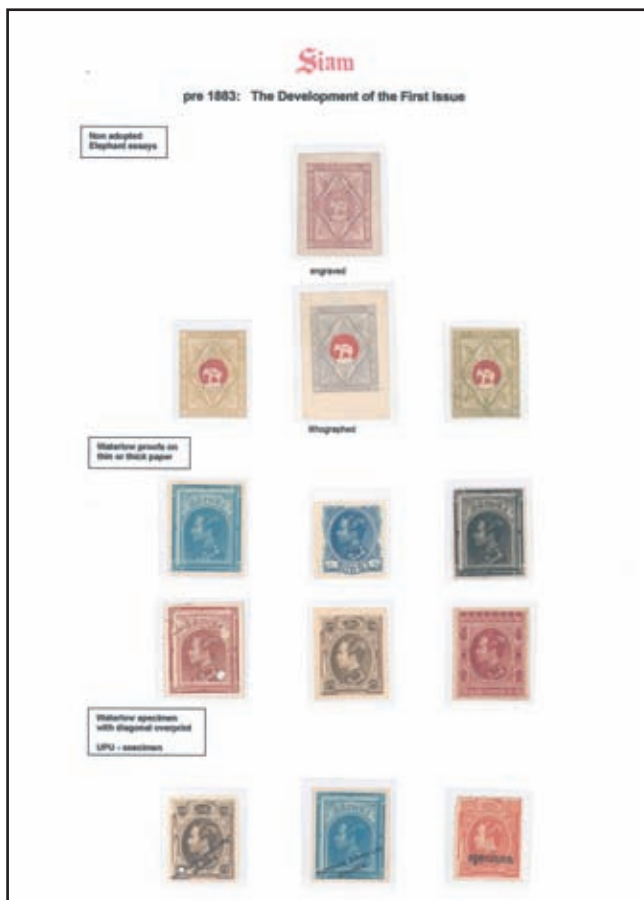 Siam
pre 1883: The Development of the First Issue
Non adopted
Elephant essays
engraved
lithographed
Waterlow proofs on
thin or thick paper
Waterlow specimen
with diagonal overprint
UPU - specimen